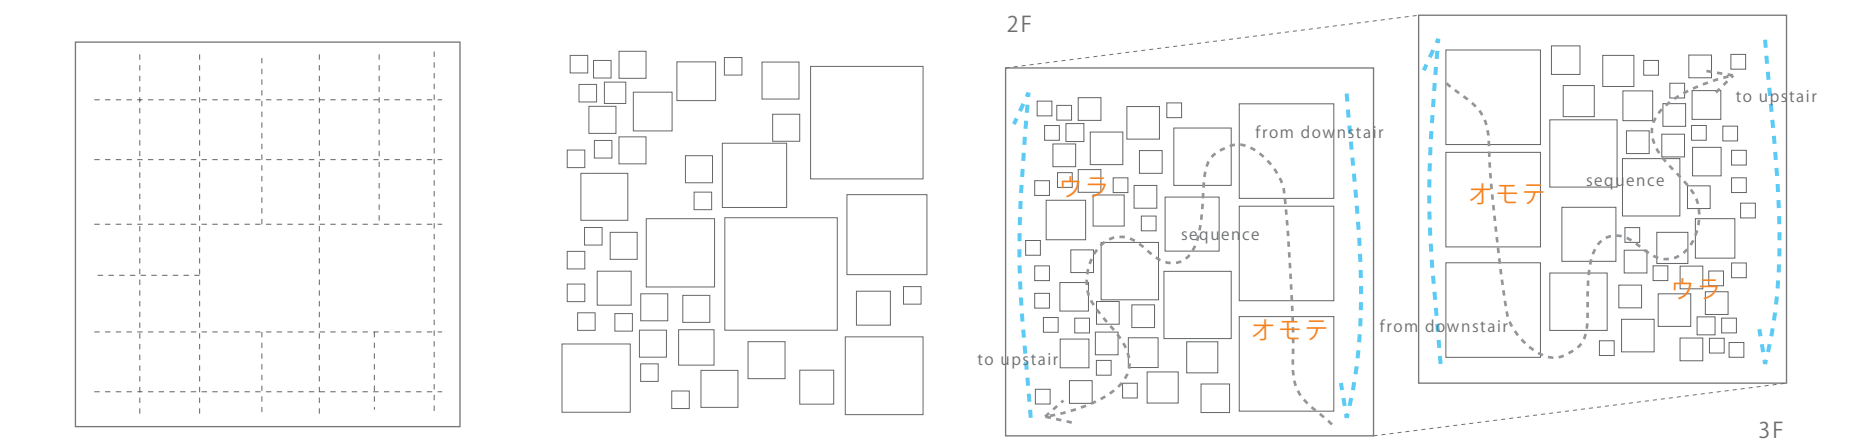 2F
from downstair
ウラ
sequence
オモテ
to upstair
to upstair
sequence
オモテ
ウラ
from downstair
3F